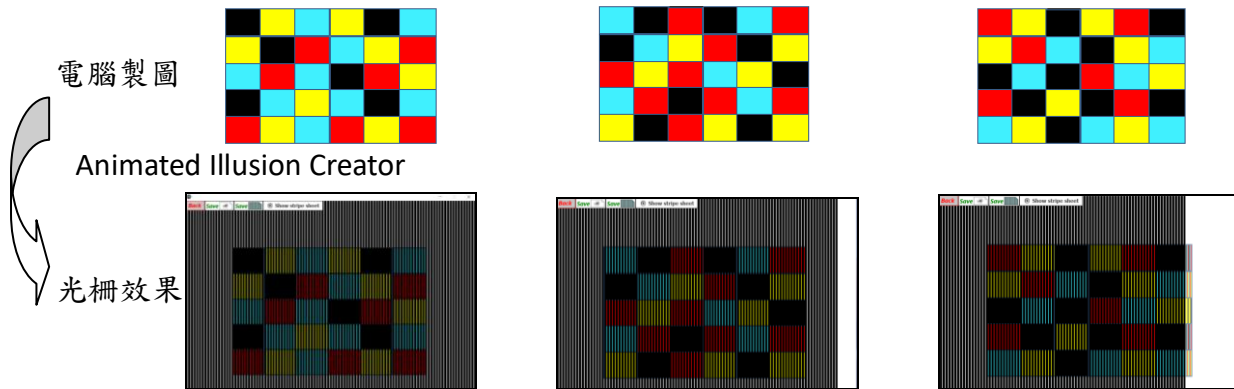 電腦製圖
Animated Illusion Creator
Back Save Save Show stripe sheet
Back Save Save Show stripe sheet
Back Save Save Show stripe sheet
光柵效果